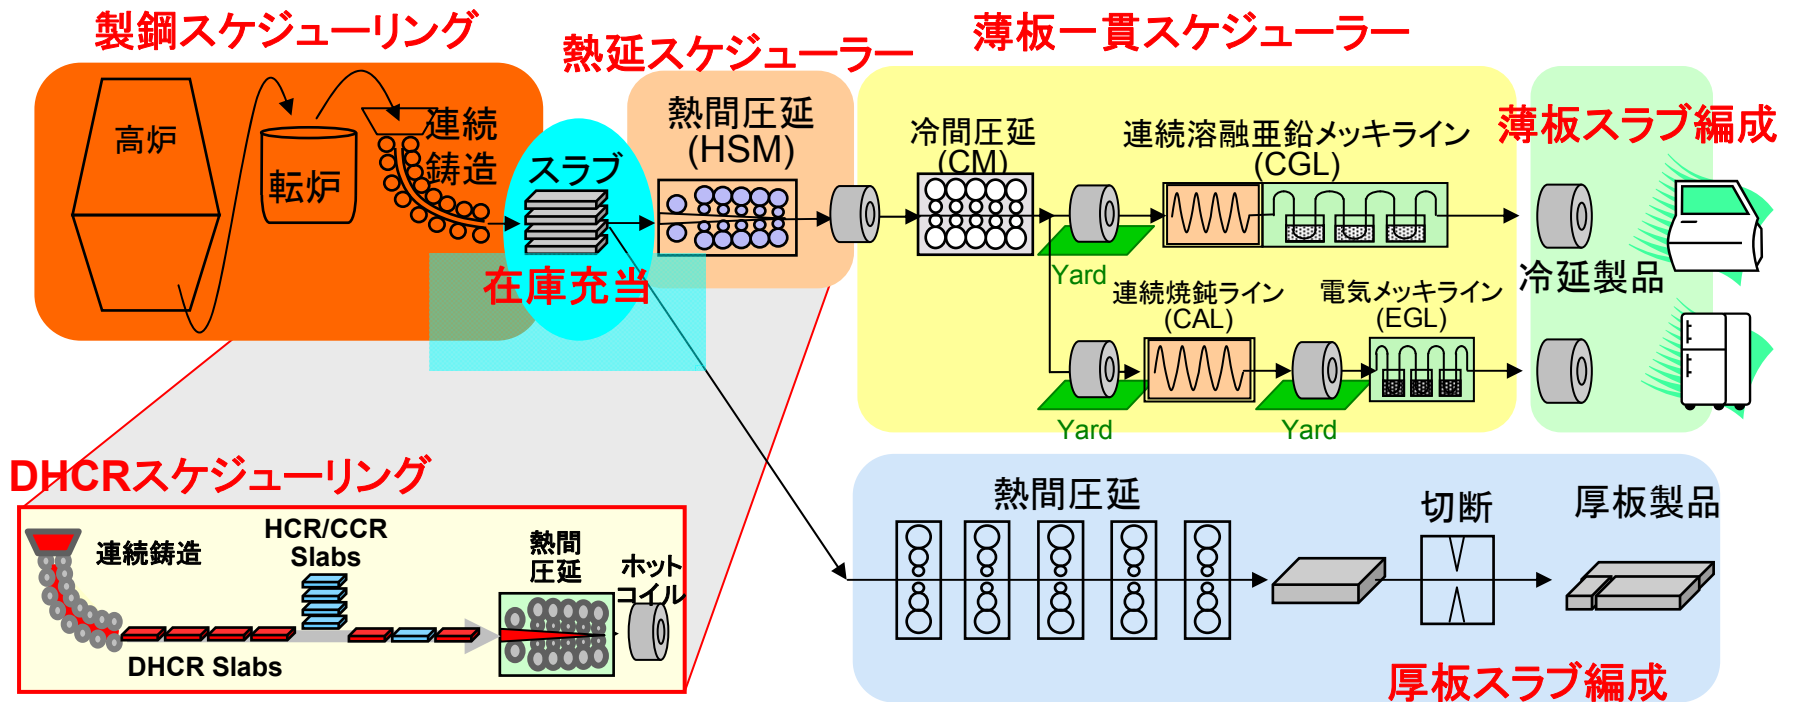 製鋼スケジューリング
熱延スケジューラー
薄板一貫スケジューラー
高炉
転炉
連続
鋳造
スラブ
在庫充当
熱間圧延
(HSM)
冷間圧延
(CM)
連続溶融亜鉛メッキライン
(CGL)
薄板スラブ編成
Yard
連続焼鈍ライン
(CAL)
電気メッキライン
(EGL)
冷延製品
Yard
Yard
DHCRスケジューリング
連続鋳造
HCR/CCR
Slabs
DHCR Slabs
熱間
圧延
ホット
コイル
熱間圧延
切断
厚板製品
厚板スラブ編成